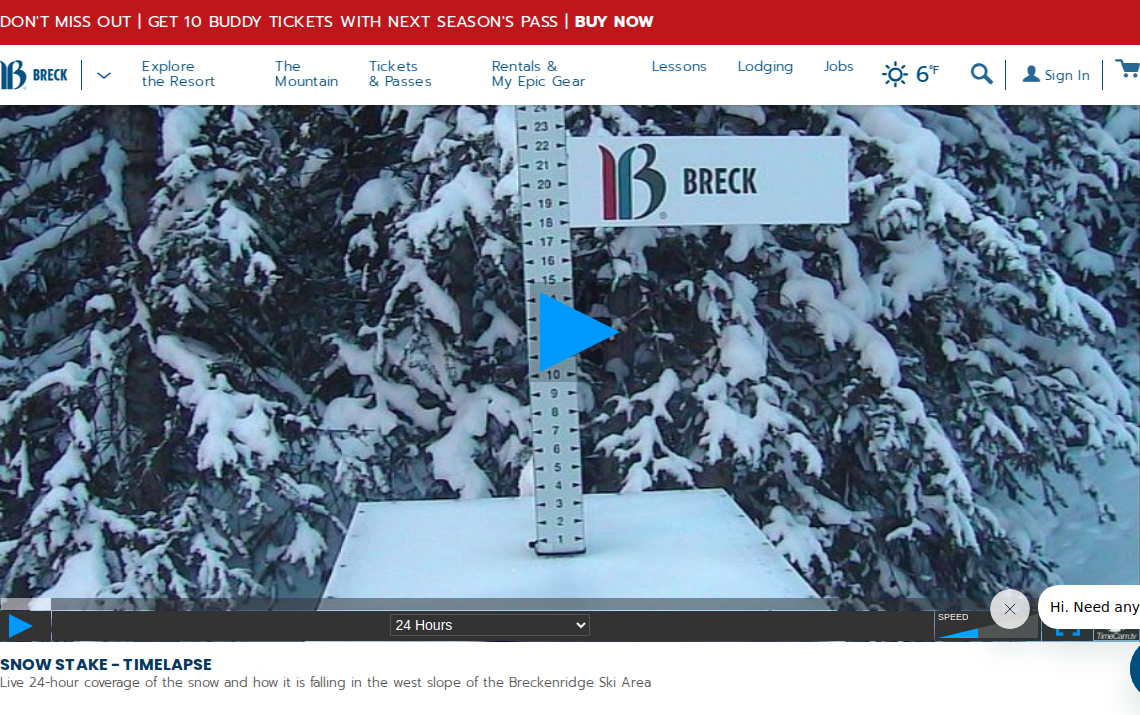 DON'T MISS OUT | GET 10 BUDDY TICKETS WITH NEXT SEASON'S PASS | BUY NOW
BRECK
Explore
the Resort
The
Mountain
Tickets
& Passes
Rentals &
My Epic Gear
Lessons
Lodging
Jobs
6°F
Sign In
23
22
21
20
19
18
17
16
15
10
9
8
7
6
5
4
3
2
1
B BRECK
®
24 Hours
SPEED
Hi. Need any
TimeCam.tv
SNOW STAKE - TIMELAPSE
Live 24-hour coverage of the snow and how it is falling in the west slope of the Breckenridge Ski Area